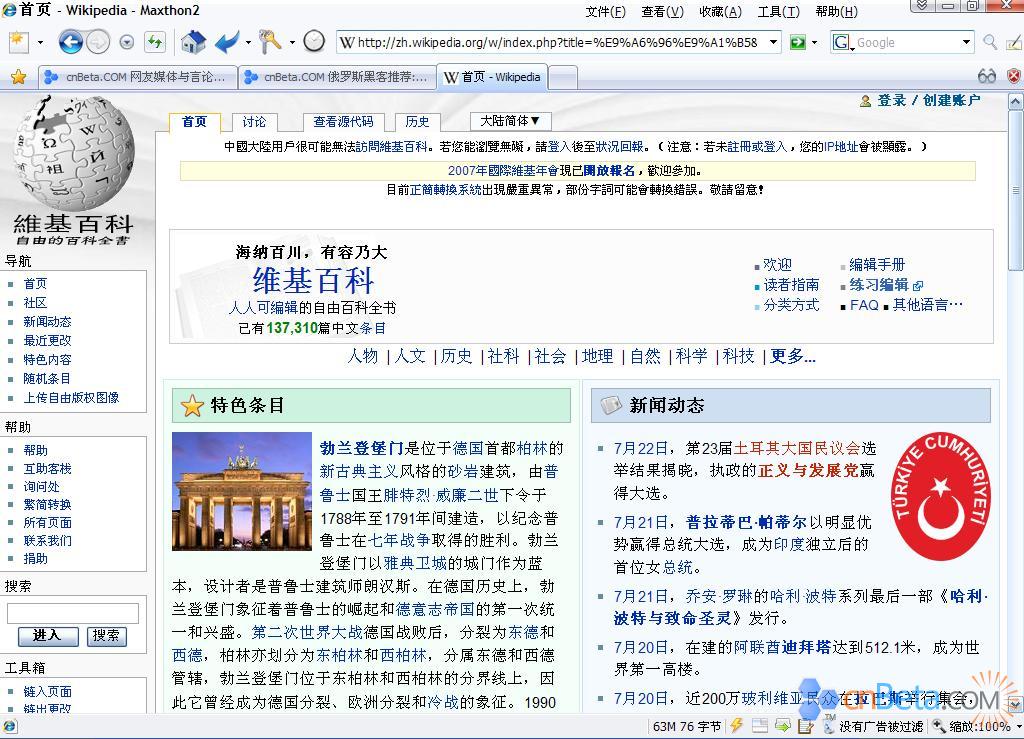 首页 - Wikipedia - Maxthon2
文件(F) 查看(V) 收藏(A) 工具(T) 帮助(H)
http://zh.wikipedia.org/w/index.php?title=%E9%A6%96%E9%A1%B5&
Google
cnBeta.COM 网友媒体与言论...
cnBeta.COM 俄罗斯黑客推荐:...
首页 - Wikipedia
登录 / 创建账户
首页 讨论 查看源代码 历史 大陆简体▼
中國大陸用戶很可能無法訪問維基百科。若您能瀏覽無礙，請登入後至狀況回報。（注意：若未註冊或登入，您的IP地址會被顯露。）
2007年國際維基年會現已開放報名，歡迎參加。
目前正簡轉換系統出現嚴重異常，部份字詞可能會轉換錯誤。敬請留意！
維基百科
自由的百科全書
导航
首页
社区
新闻动态
最近更改
特色内容
随机条目
上传自由版权图像
帮助
帮助
互助客栈
询问处
繁简转换
所有页面
联系我们
捐助
搜索
进入 搜索
工具箱
链入页面
链出更改
海纳百川，有容乃大
维基百科
人人可编辑的自由百科全书
已有137,310篇中文条目
欢迎
读者指南
分类方式
编辑手册
练习编辑
FAQ 其他语言…
人物 | 人文 | 历史 | 社科 | 社会 | 地理 | 自然 | 科学 | 科技 | 更多...
特色条目
勃兰登堡门是位于德国首都柏林的
新古典主义风格的砂岩建筑，由普
鲁士国王腓特烈·威廉二世下令于
1788年至1791年间建造，以纪念普
鲁士在七年战争取得的胜利。勃兰
登堡门以雅典卫城的城门作为蓝
本，设计者是普鲁士建筑师朗汉斯。在德国历史上，勃
兰登堡门象征着普鲁士的崛起和德意志帝国的第一次统
一和兴盛。第二次世界大战德国战败后，分裂为东德和
西德，柏林亦划分为东柏林和西柏林，分属东德和西德
管辖，勃兰登堡门位于东柏林和西柏林的分界线上，因
此它曾经成为德国分裂、欧洲分裂和冷战的象征。1990
新闻动态
7月22日，第23届土耳其大国民议会选
举结果揭晓，执政的正义与发展党赢
得大选。
TÜRKİYE CUMHURİYETİ
7月21日，普拉蒂巴·帕蒂尔以明显优
势赢得总统大选，成为印度独立后的
首位女总统。
7月21日，乔安·罗琳的哈利·波特系列最后一部《哈利·
波特与致命圣灵》发行。
7月20日，在建的阿联酋迪拜塔达到512.1米，成为世
界第一高楼。
7月20日，近200万玻利维亚民众在拉巴斯举行集会，
cnBeta.COM
TM
63M 76 字节
没有广告被过滤
缩放:100%